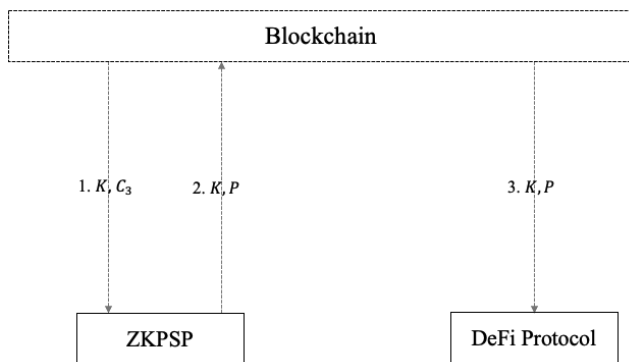 Blockchain
1. K, C₃
2. K, P
3. K, P
ZKPSP
DeFi Protocol